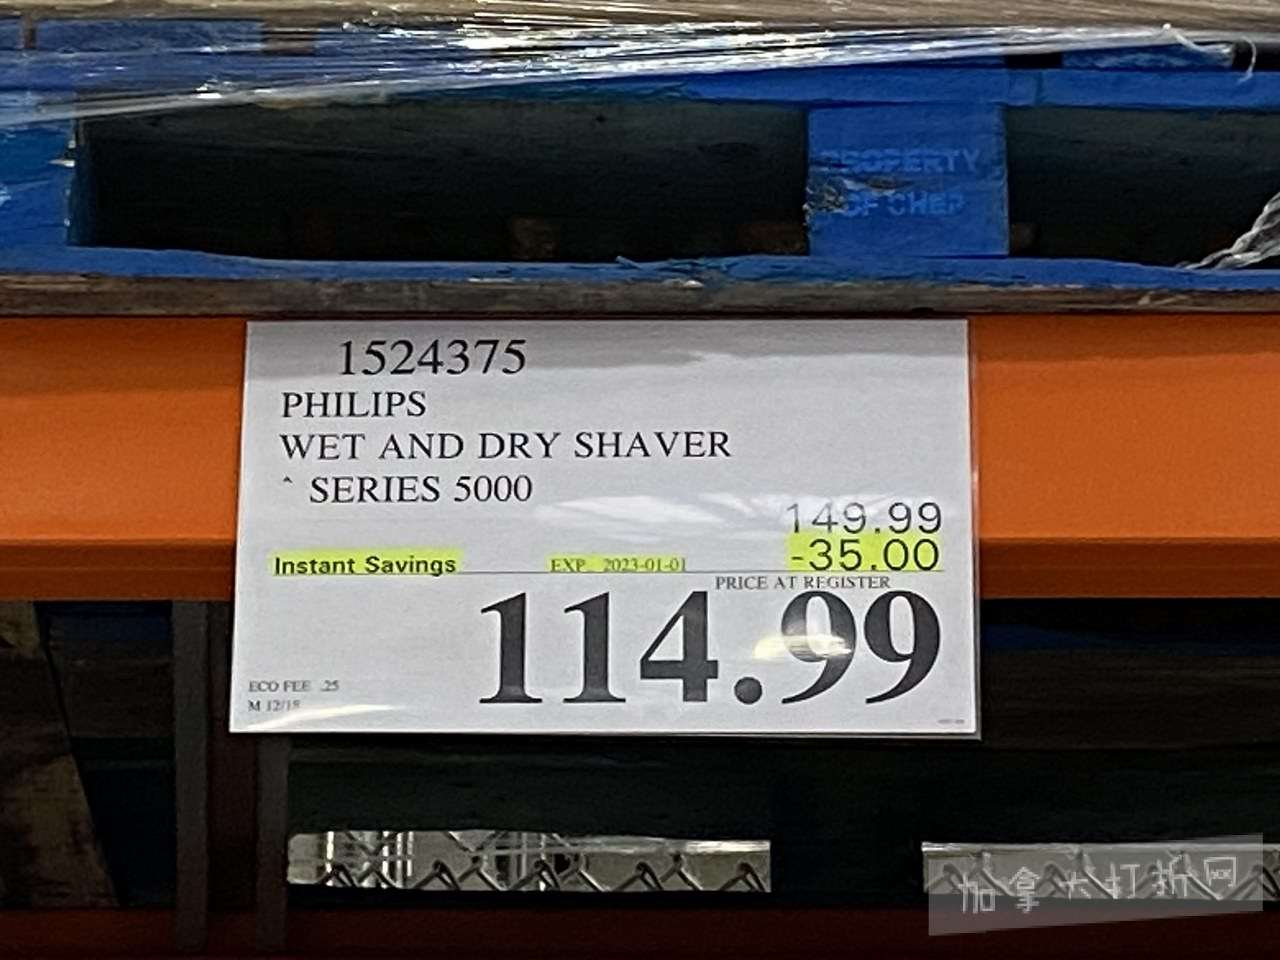 PROPERTY
OF CHEP
1524375
PHILIPS
WET AND DRY SHAVER
^ SERIES 5000
149.99
Instant Savings EXP. 2023-01-01 -35.00
PRICE AT REGISTER
114.99
ECO FEE .25
M 12/18
加拿大打折网